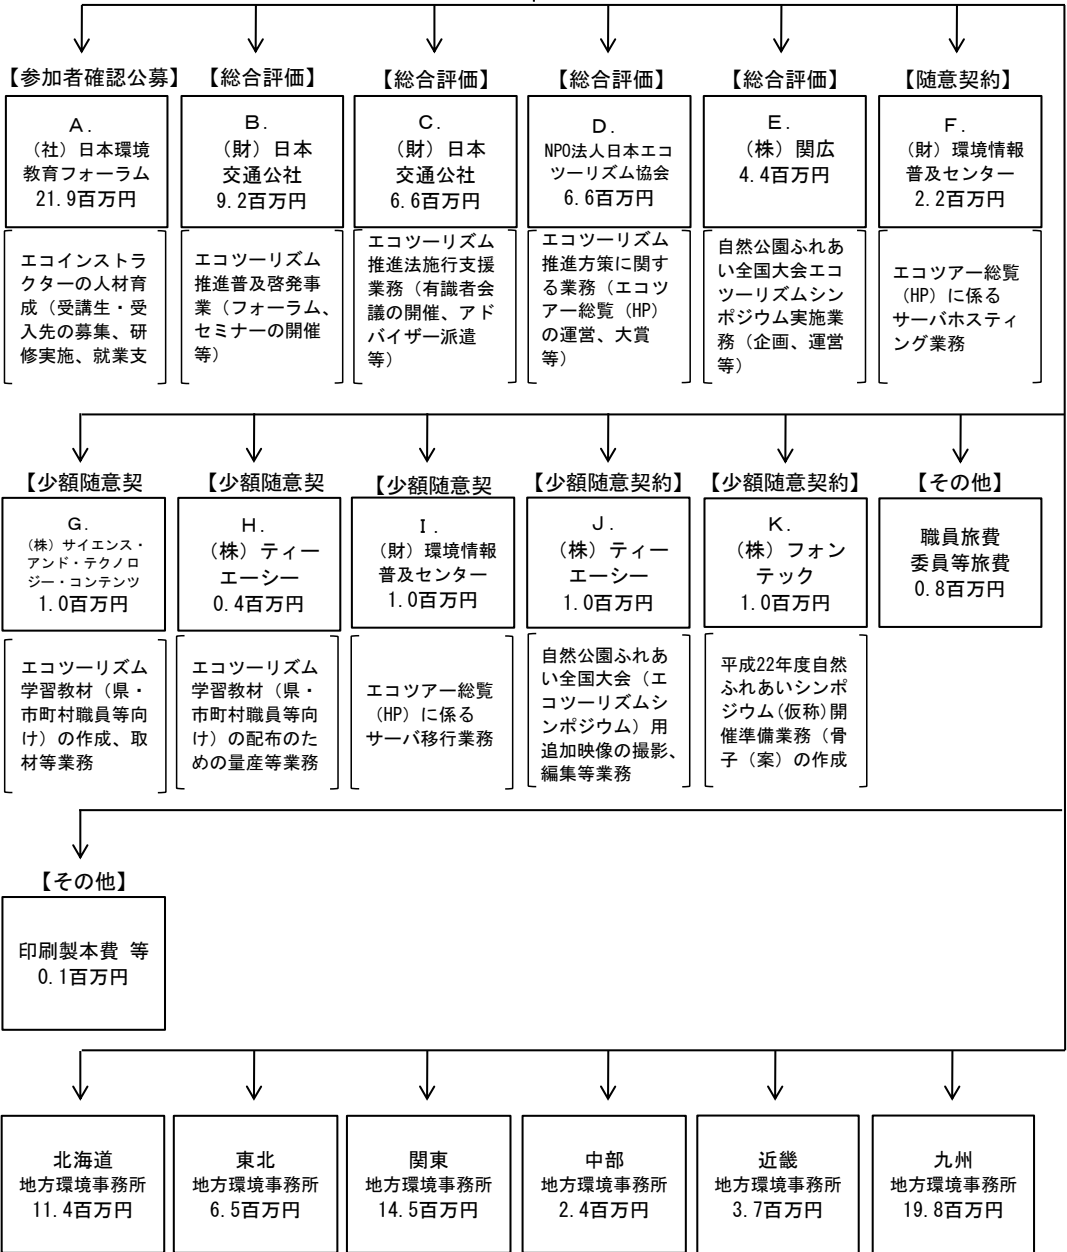 【参加者確認公募】
【総合評価】
【総合評価】
【総合評価】
【総合評価】
【随意契約】
A.
（社）日本環境
教育フォーラム
21.9百万円
B.
（財）日本
交通公社
9.2百万円
C.
（財）日本
交通公社
6.6百万円
D.
NPO法人日本エコ
ツーリズム協会
6.6百万円
E.
（株）関広
4.4百万円
F.
（財）環境情報
普及センター
2.2百万円
エコインストラ
クターの人材育
成（受講生・受
入先の募集、研
修実施、就業支
エコツーリズム
推進普及啓発事
業（フォーラム、
セミナーの開催
等）
エコツーリズム
推進法施行支援
業務（有識者会
議の開催、アド
バイザー派遣
等）
エコツーリズム
推進方策に関す
る業務（エコツ
アー総覧（HP）
の運営、大賞
等）
自然公園ふれあ
い全国大会エコ
ツーリズムシン
ポジウム実施業
務（企画、運営
等）
エコツアー総覧
（HP）に係る
サーバホスティ
ング業務
【少額随意契
【少額随意契
【少額随意契
【少額随意契約】
【少額随意契約】
【その他】
G.
（株）サイエンス・
アンド・テクノロ
ジー・コンテンツ
1.0百万円
H.
（株）ティー
エーシー
0.4百万円
I.
（財）環境情報
普及センター
1.0百万円
J.
（株）ティー
エーシー
1.0百万円
K.
（株）フォン
テック
1.0百万円
職員旅費
委員等旅費
0.8百万円
エコツーリズム
学習教材（県・
市町村職員等向
け）の作成、取
材等業務
エコツーリズム
学習教材（県・
市町村職員等向
け）の配布のた
めの量産等業務
エコツアー総覧
（HP）に係る
サーバ移行業務
自然公園ふれあ
い全国大会（エ
コツーリズムシ
ンポジウム）用
追加映像の撮影、
編集等業務
平成22年度自然
ふれあいシンポ
ジウム(仮称)開
催準備業務（骨
子（案）の作成
【その他】
印刷製本費 等
0.1百万円
北海道
地方環境事務所
11.4百万円
東北
地方環境事務所
6.5百万円
関東
地方環境事務所
14.5百万円
中部
地方環境事務所
2.4百万円
近畿
地方環境事務所
3.7百万円
九州
地方環境事務所
19.8百万円